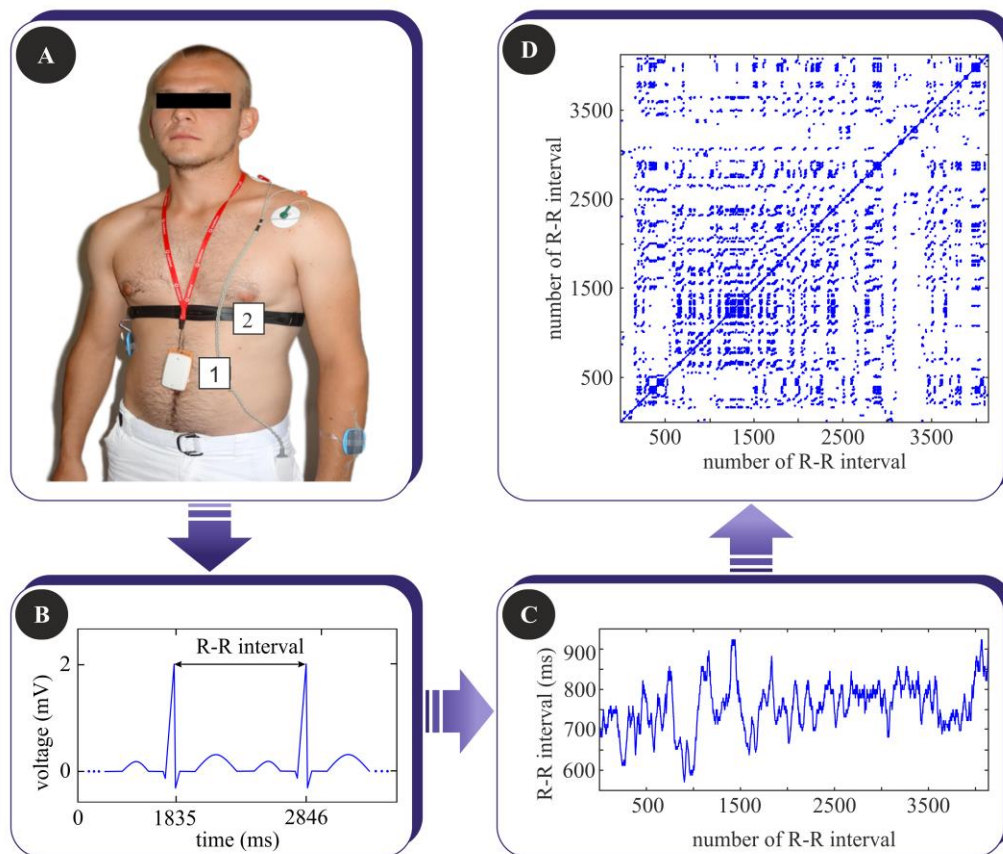 A
1
2
B
R-R interval
voltage (mV)
2
0
0
1835
2846
time (ms)
C
R-R interval (ms)
900
800
700
600
500
1500
2500
3500
number of R-R interval
D
number of R-R interval
3500
2500
1500
500
500
1500
2500
3500
number of R-R interval